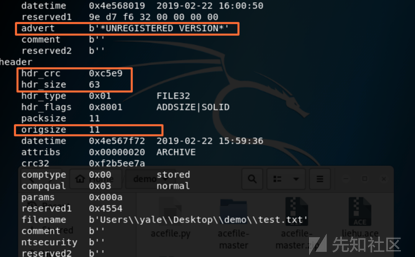 datetime 0x4e568019 2019-02-22 16:00:50
reserved1 9e d7 f6 32 00 00 00 00
advert b'*UNREGISTERED VERSION*'
comment b''
reserved2 b''
header
hdr_crc 0xc5e9
hdr_size 63
hdr_type 0x01 FILE32
hdr_flags 0x8001 ADDSIZE|SOLID
packsize 11
origsize 11
datetime 0x4e567f72 2019-02-22 15:59:36
attribs 0x00000020 ARCHIVE
crc32 0xf2b5ee7a
comptype 0x00 stored
compqual 0x03 normal
params 0x000a
reserved1 0x4554
filename b'Users\\yale\\Desktop\\demo\\test.txt'
comment b''
ntsecurity b''
reserved2 b''
acefile.py
acefile-master
acefile-master.
liehu.ace
先知社区